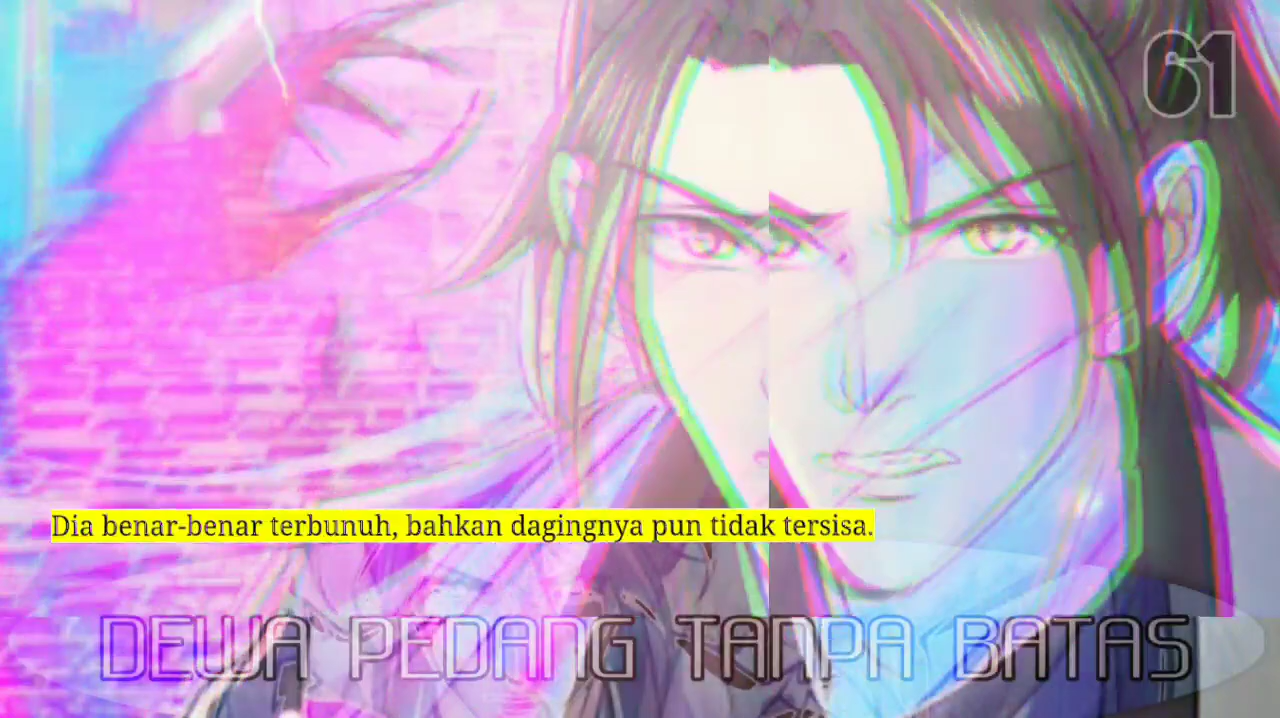 61
Dia benar-benar terbunuh, bahkan dagingnya pun tidak tersisa.
DEWA PEDANG TANPA BATAS